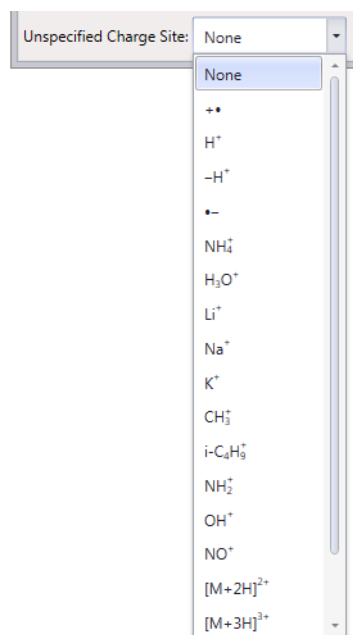 Unspecified Charge Site: None
None
+•
H⁺
–H⁺
•–
NH₄⁺
H₃O⁺
Li⁺
Na⁺
K⁺
CH₃⁺
i-C₄H₉⁺
NH₂⁺
OH⁺
NO⁺
[M+2H]²⁺
[M+3H]³⁺